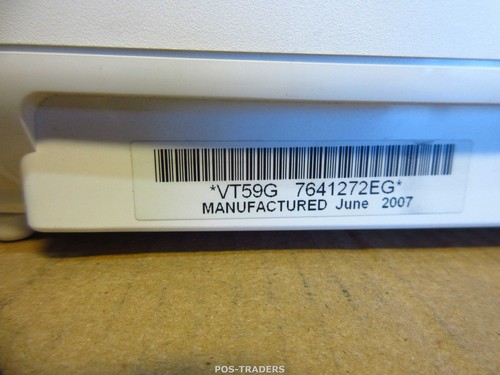 *VT59G 7641272EG*
MANUFACTURED June 2007
POS-TRADERS